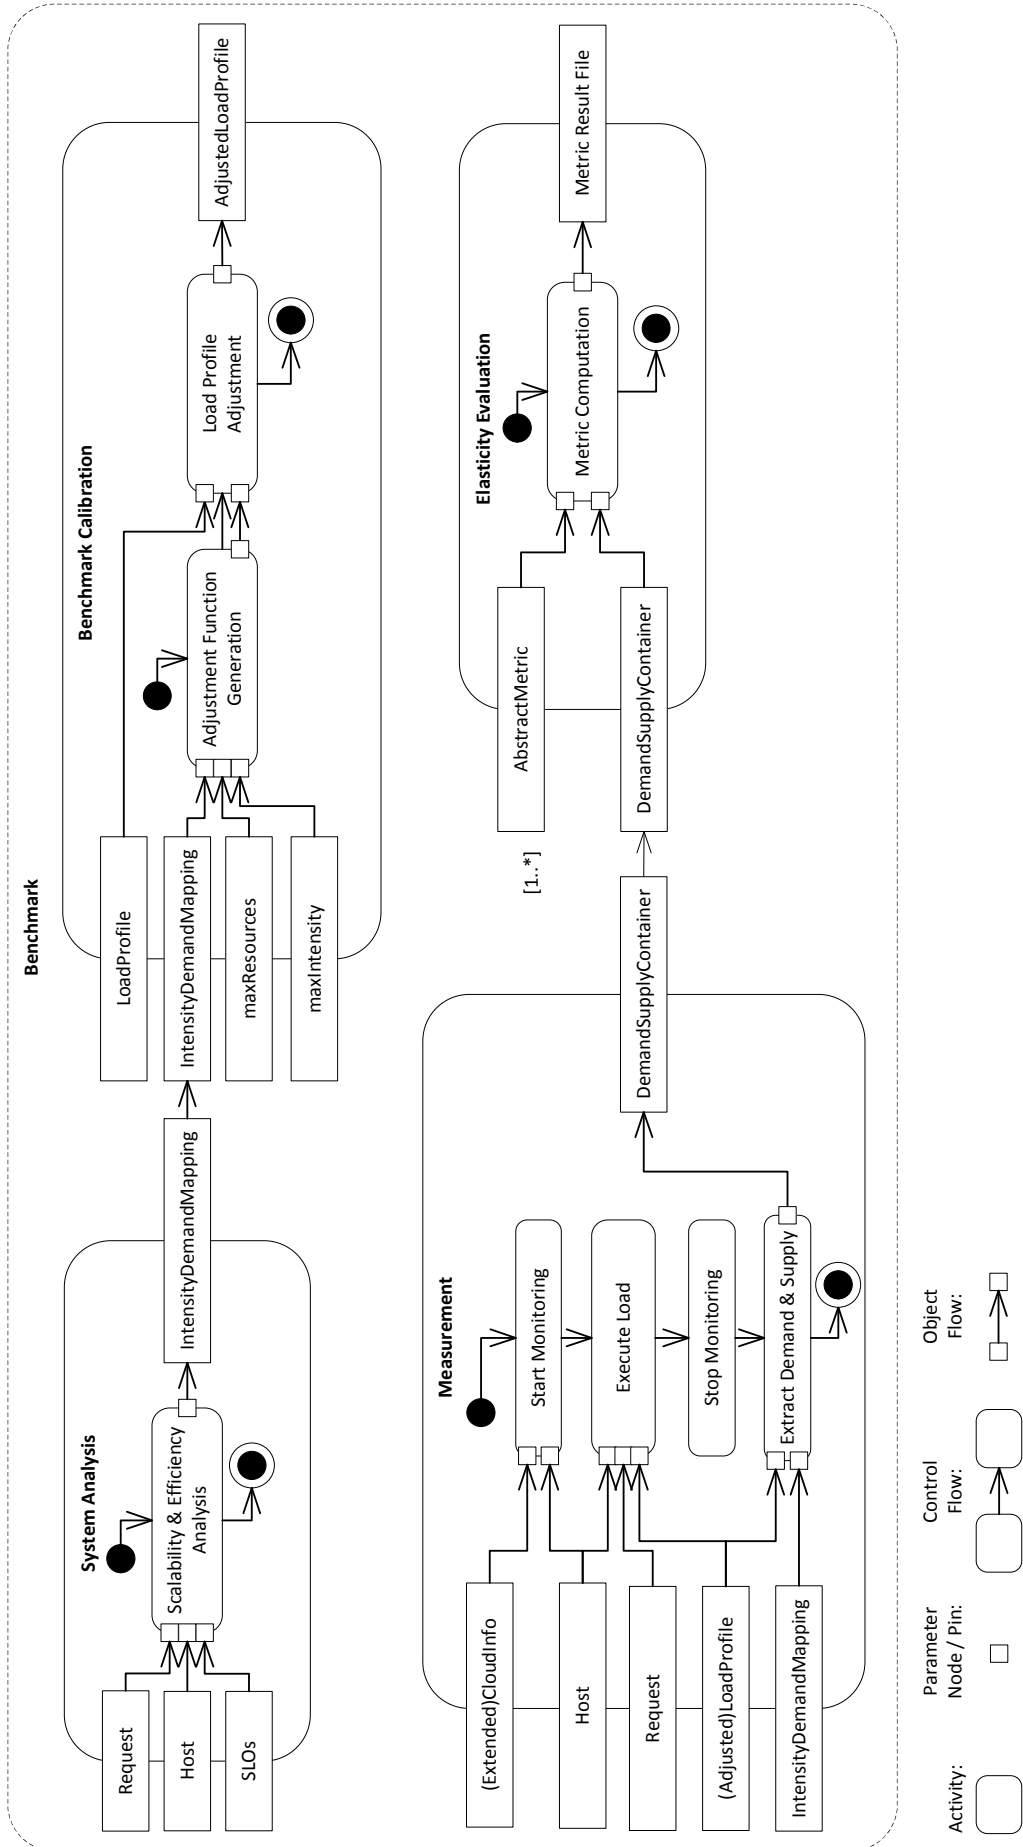 Benchmark
System Analysis
Request
Host
SLOs
Scalability & Efficiency
Analysis
IntensityDemandMapping
Benchmark Calibration
LoadProfile
IntensityDemandMapping
maxResources
maxIntensity
Adjustment Function
Generation
Load Profile
Adjustment
AdjustedLoadProfile
Measurement
(Extended)CloudInfo
Host
Request
(Adjusted)LoadProfile
IntensityDemandMapping
Start Monitoring
Execute Load
Stop Monitoring
Extract Demand & Supply
DemandSupplyContainer
Elasticity Evaluation
AbstractMetric
[1..*]
DemandSupplyContainer
Metric Computation
Metric Result File
Activity:
Parameter
Node / Pin:
Control
Flow:
Object
Flow: